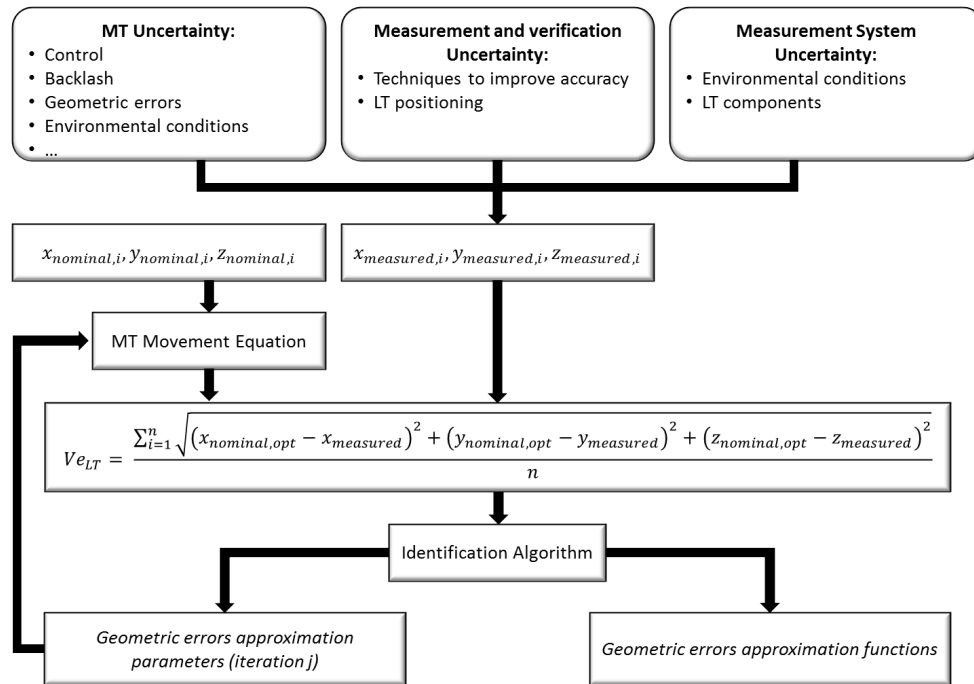 MT Uncertainty:
• Control
• Backlash
• Geometric errors
• Environmental conditions
• ...
Measurement and verification
Uncertainty:
• Techniques to improve accuracy
• LT positioning
Measurement System
Uncertainty:
• Environmental conditions
• LT components
x_{nominal,i}, y_{nominal,i}, z_{nominal,i}
x_{measured,i}, y_{measured,i}, z_{measured,i}
MT Movement Equation
Ve_{LT} = \frac{\sum_{i=1}^{n} \sqrt{(x_{nominal,opt} - x_{measured})^2 + (y_{nominal,opt} - y_{measured})^2 + (z_{nominal,opt} - z_{measured})^2}}{n}
Identification Algorithm
Geometric errors approximation
parameters (iteration j)
Geometric errors approximation functions